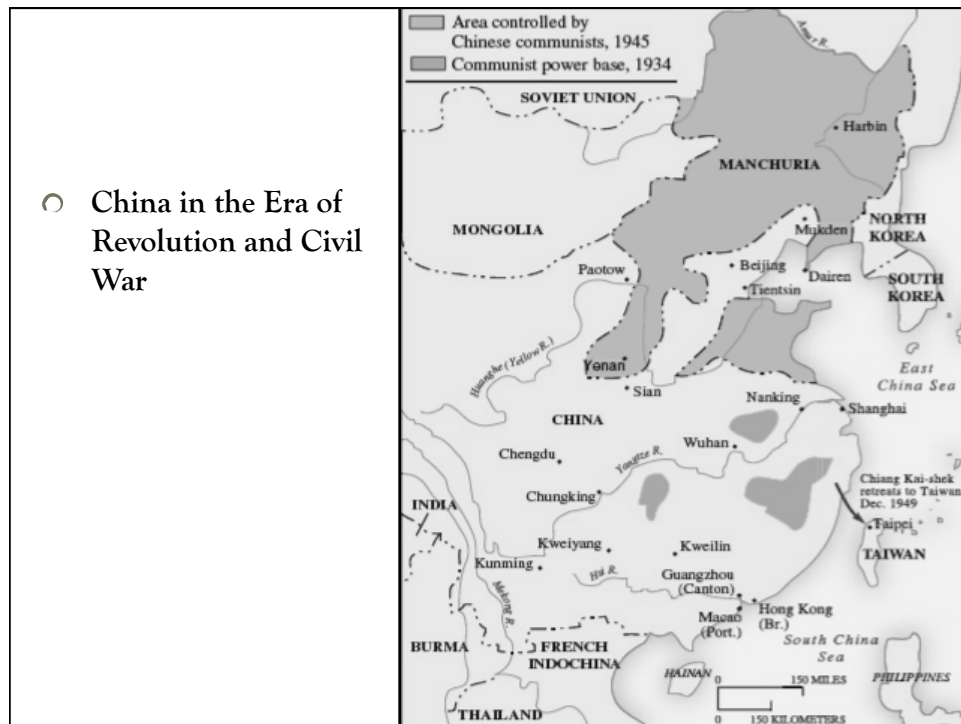 China in the Era of
Revolution and Civil
War
Area controlled by
Chinese communists, 1945
Communist power base, 1934
Amur R.
SOVIET UNION
Harbin
MANCHURIA
MONGOLIA
Mukden
NORTH
KOREA
Paotow
Beijing
Dairen
Tientsin
SOUTH
KOREA
Huanghe (Yellow R.)
Yenan
East
China Sea
Sian
Nanking
Shanghai
CHINA
Wuhan
Chengdu
Yangtze R.
Chiang Kai-shek
retreats to Taiwan
Dec. 1949
Chungking
INDIA
Taipei
TAIWAN
Kweiyang
Kweilin
Kunming
Hsi R.
Guangzhou
(Canton)
Mekong R.
Macao
(Port.)
Hong Kong
(Br.)
South China
Sea
BURMA
FRENCH
INDOCHINA
HAINAN
PHILIPPINES
0 150 MILES
0 150 KILOMETERS
THAILAND